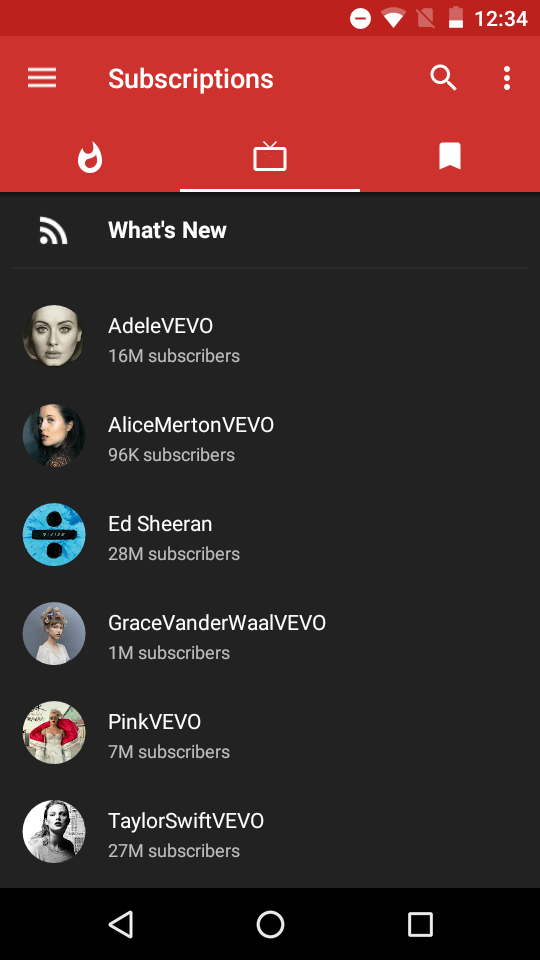 12:34
Subscriptions
What's New
AdeleVEVO
16M subscribers
AliceMertonVEVO
96K subscribers
Ed Sheeran
28M subscribers
GraceVanderWaalVEVO
1M subscribers
PinkVEVO
7M subscribers
TaylorSwiftVEVO
27M subscribers